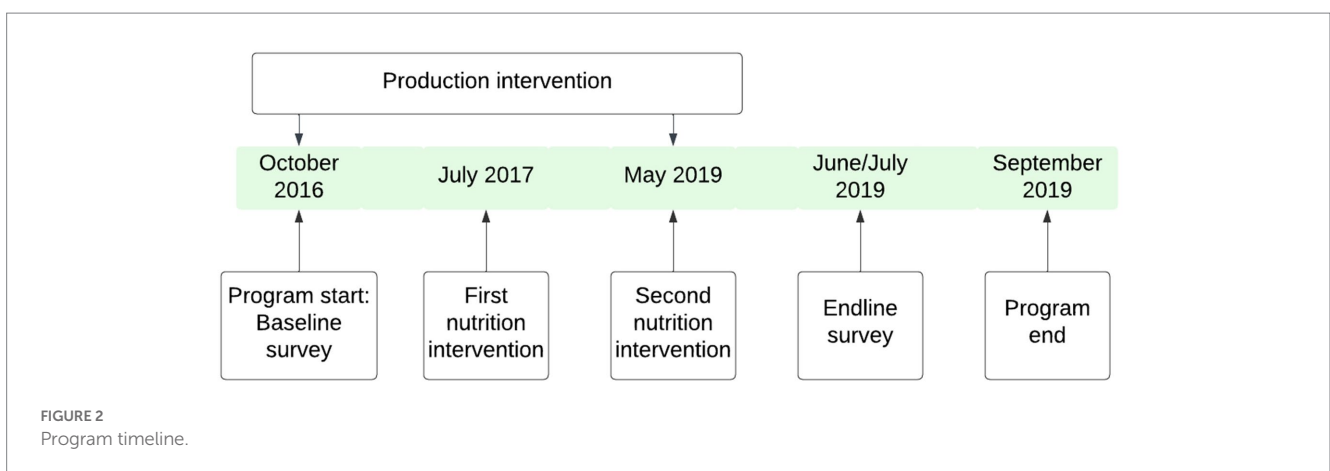 Production intervention
October
2016
July 2017
May 2019
June/July
2019
September
2019
Program start:
Baseline
survey
First
nutrition
intervention
Second
nutrition
intervention
Endline
survey
Program
end
FIGURE 2
Program timeline.